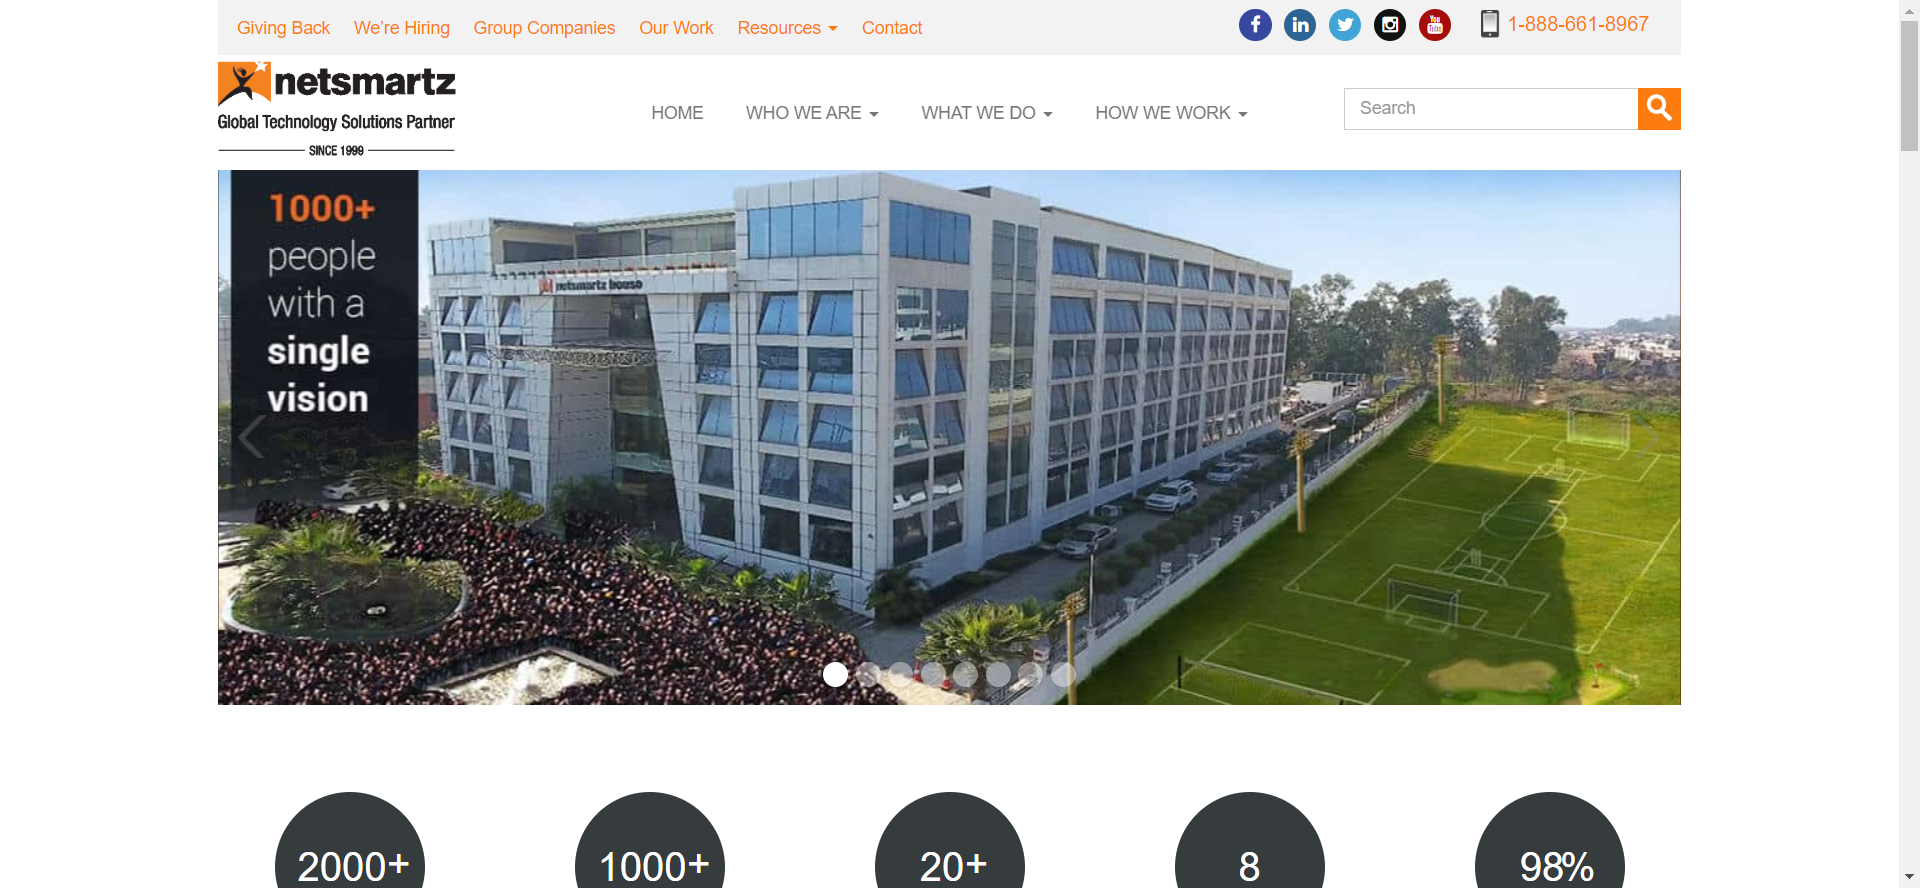 Giving Back We're Hiring Group Companies Our Work Resources Contact
1-888-661-8967
netsmartz
Global Technology Solutions Partner
SINCE 1999
HOME WHO WE ARE WHAT WE DO HOW WE WORK
Search
1000+
people
with a
single
vision
netsmartz house
2000+ 1000+ 20+ 8 98%